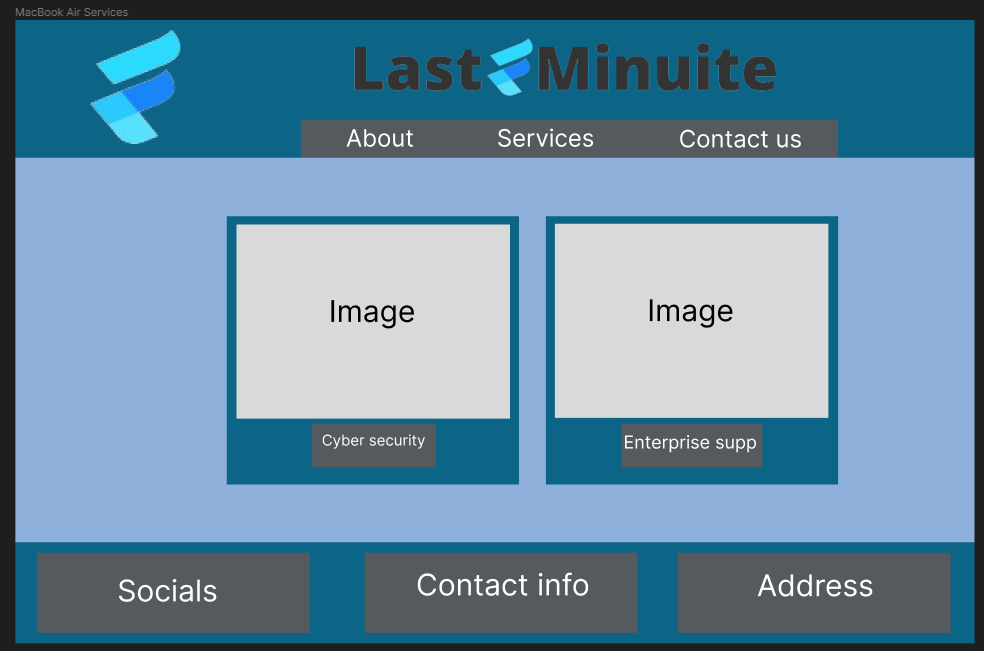 MacBook Air Services
Last Minuite
About Services Contact us
Image Image
Cyber security Enterprise supp
Socials Contact info Address